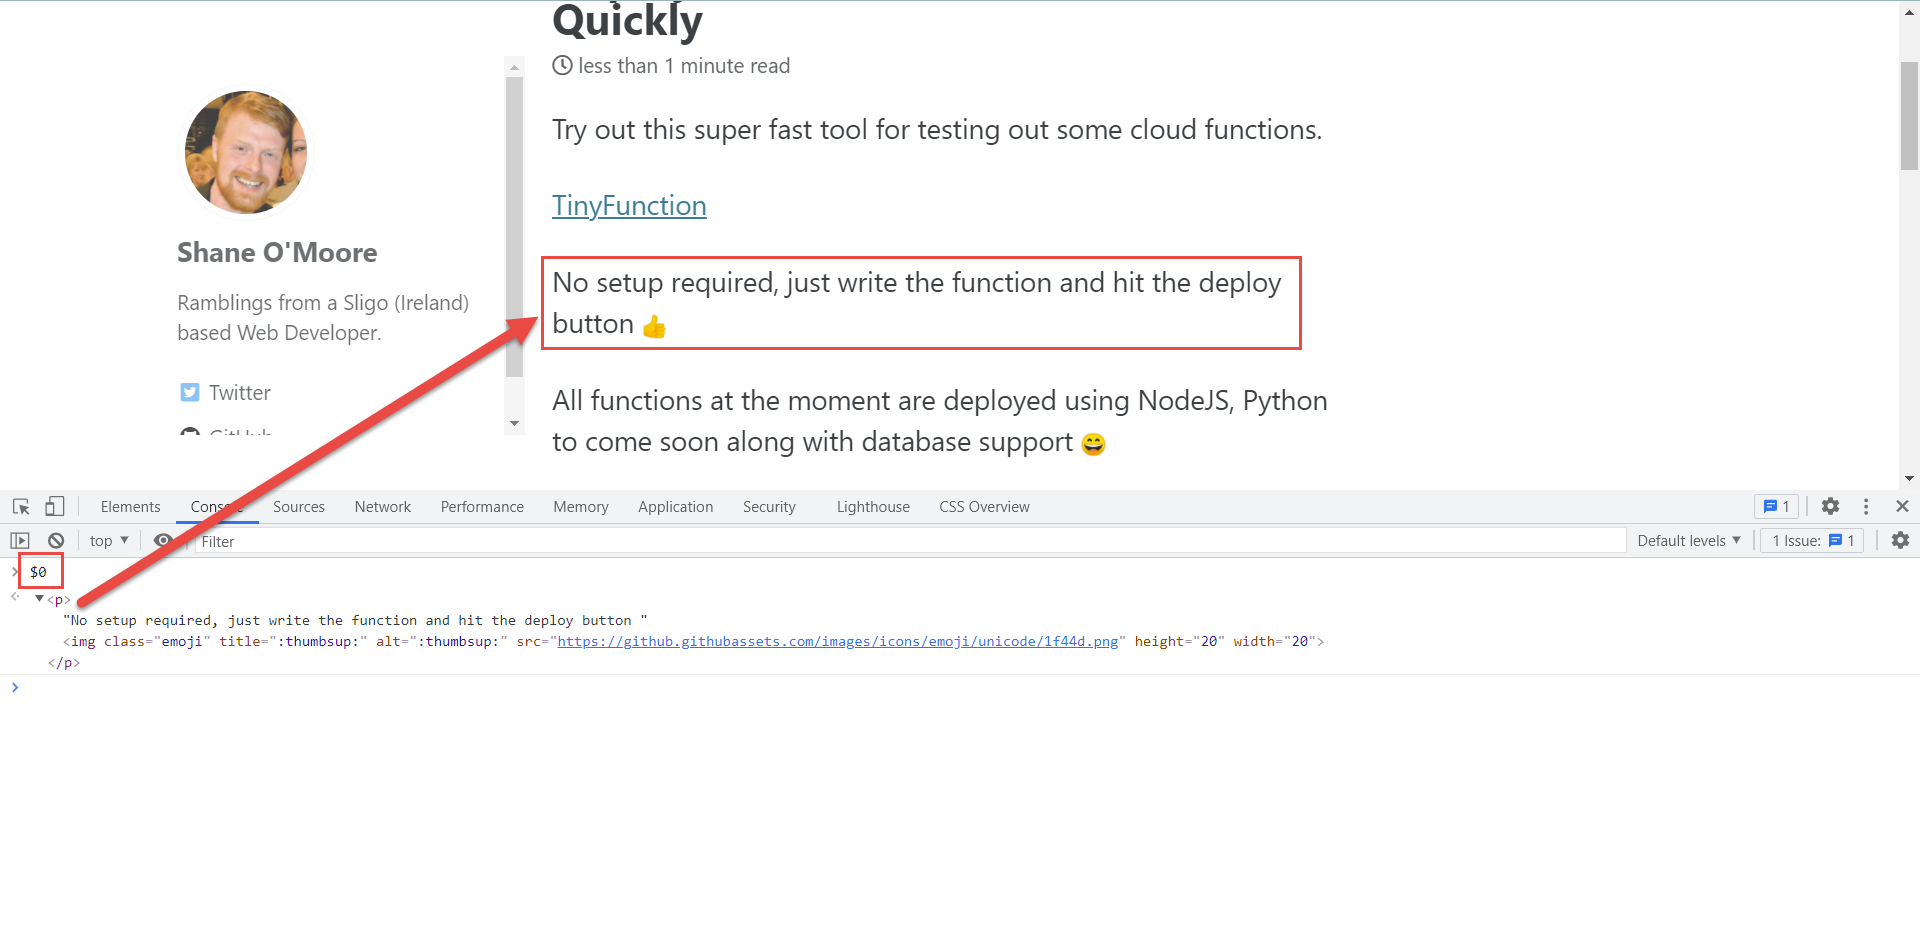 Quickly
less than 1 minute read
Try out this super fast tool for testing out some cloud functions.
TinyFunction
Shane O'Moore
Ramblings from a Sligo (Ireland)
based Web Developer.
Twitter
GitHub
No setup required, just write the function and hit the deploy
button 👍
All functions at the moment are deployed using NodeJS, Python
to come soon along with database support 😄
Elements Console Sources Network Performance Memory Application Security Lighthouse CSS Overview 1
top Filter Default levels 1 Issue: 1
$0
<p>
"No setup required, just write the function and hit the deploy button "
<img class="emoji" title=":thumbsup:" alt=":thumbsup:" src="https://github.githubassets.com/images/icons/emoji/unicode/1f44d.png" height="20" width="20">
</p>